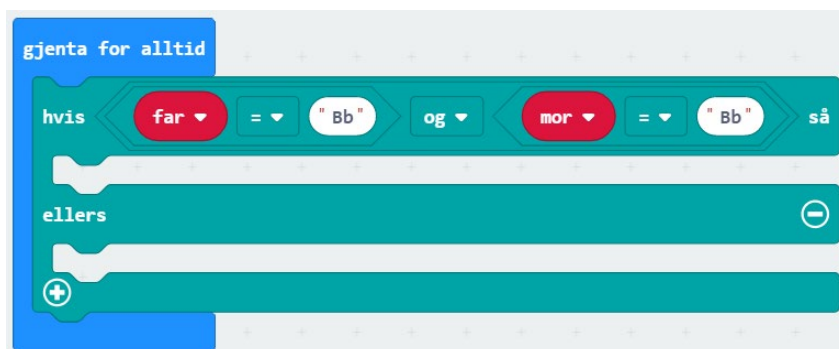 gjenta for alltid
hvis far = "Bb" og mor = "Bb" så
ellers